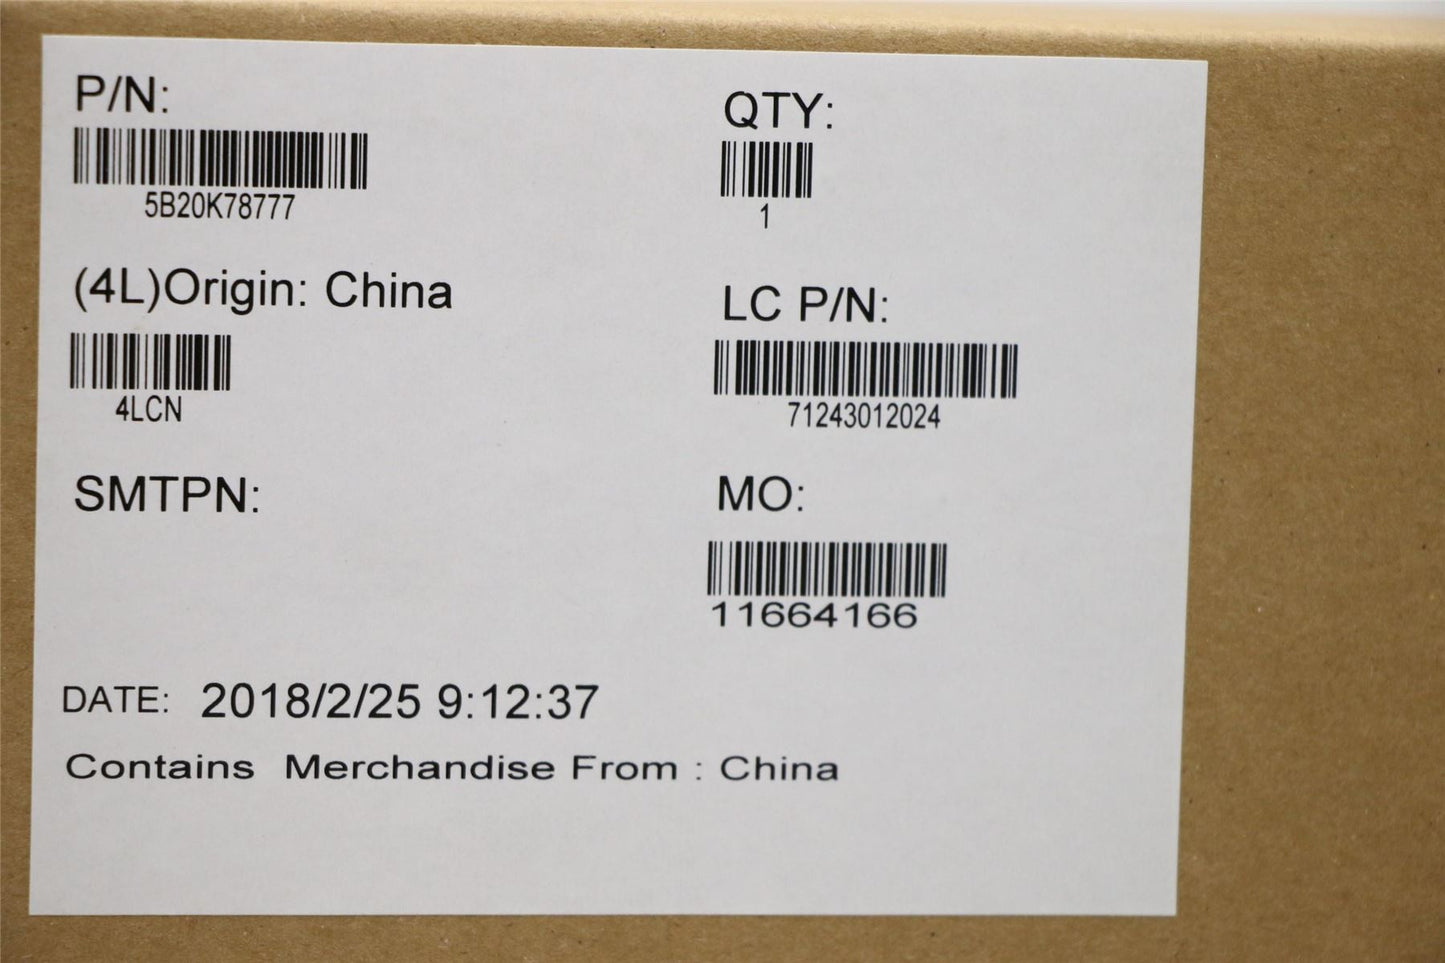 P/N:
5B20K78777
QTY:
1
(4L)Origin: China
4LCN
LC P/N:
71243012024
SMTPN:
MO:
11664166
DATE: 2018/2/25 9:12:37
Contains Merchandise From : China